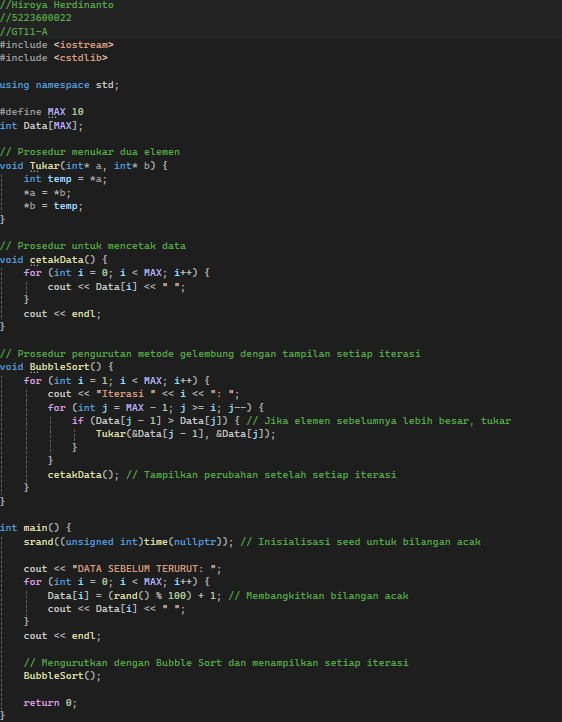 //Hiroya Herdinanto
//5223600022
//GT11-A
#include <iostream>
#include <cstdlib>

using namespace std;

#define MAX 10
int Data[MAX];

// Prosedur menukar dua elemen
void Tukar(int* a, int* b) {
    int temp = *a;
    *a = *b;
    *b = temp;
}

// Prosedur untuk mencetak data
void cetakData() {
    for (int i = 0; i < MAX; i++) {
        cout << Data[i] << " ";
    }
    cout << endl;
}

// Prosedur pengurutan metode gelembung dengan tampilan setiap iterasi
void BubbleSort() {
    for (int i = 1; i < MAX; i++) {
        cout << "Iterasi " << i << ": ";
        for (int j = MAX - 1; j >= i; j--) {
            if (Data[j - 1] > Data[j]) { // Jika elemen sebelumnya lebih besar, tukar
                Tukar(&Data[j - 1], &Data[j]);
            }
        }
        cetakData(); // Tampilkan perubahan setelah setiap iterasi
    }
}

int main() {
    srand((unsigned int)time(nullptr)); // Inisialisasi seed untuk bilangan acak

    cout << "DATA SEBELUM TERURUT: ";
    for (int i = 0; i < MAX; i++) {
        Data[i] = (rand() % 100) + 1; // Membangkitkan bilangan acak
        cout << Data[i] << " ";
    }
    cout << endl;

    // Mengurutkan dengan Bubble Sort dan menampilkan setiap iterasi
    BubbleSort();

    return 0;
}